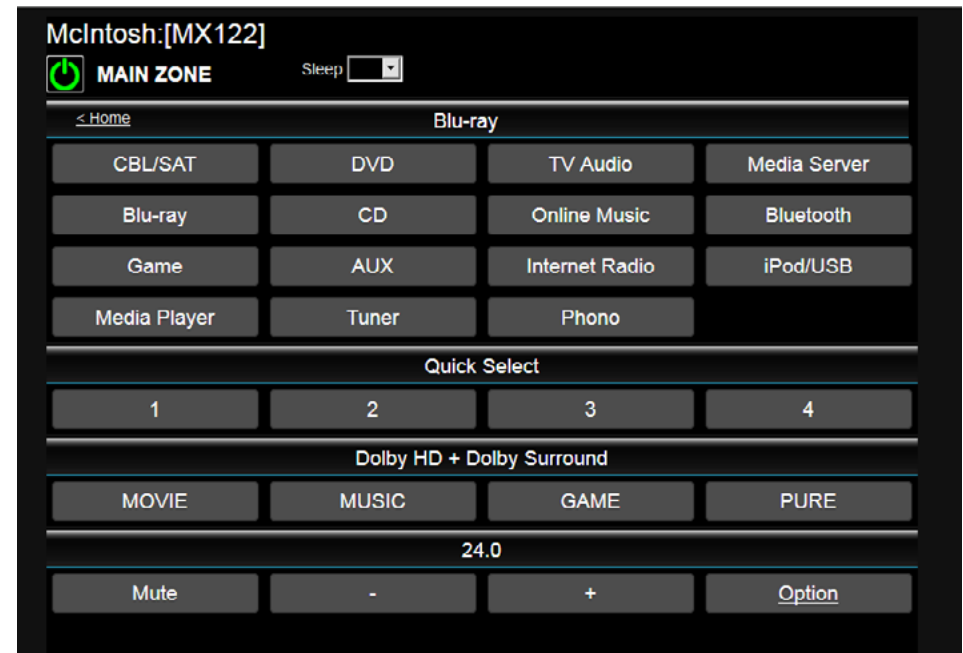 McIntosh:[MX122]
MAIN ZONE Sleep
< Home Blu-ray
CBL/SAT DVD TV Audio Media Server
Blu-ray CD Online Music Bluetooth
Game AUX Internet Radio iPod/USB
Media Player Tuner Phono
Quick Select
1 2 3 4
Dolby HD + Dolby Surround
MOVIE MUSIC GAME PURE
24.0
Mute - + Option